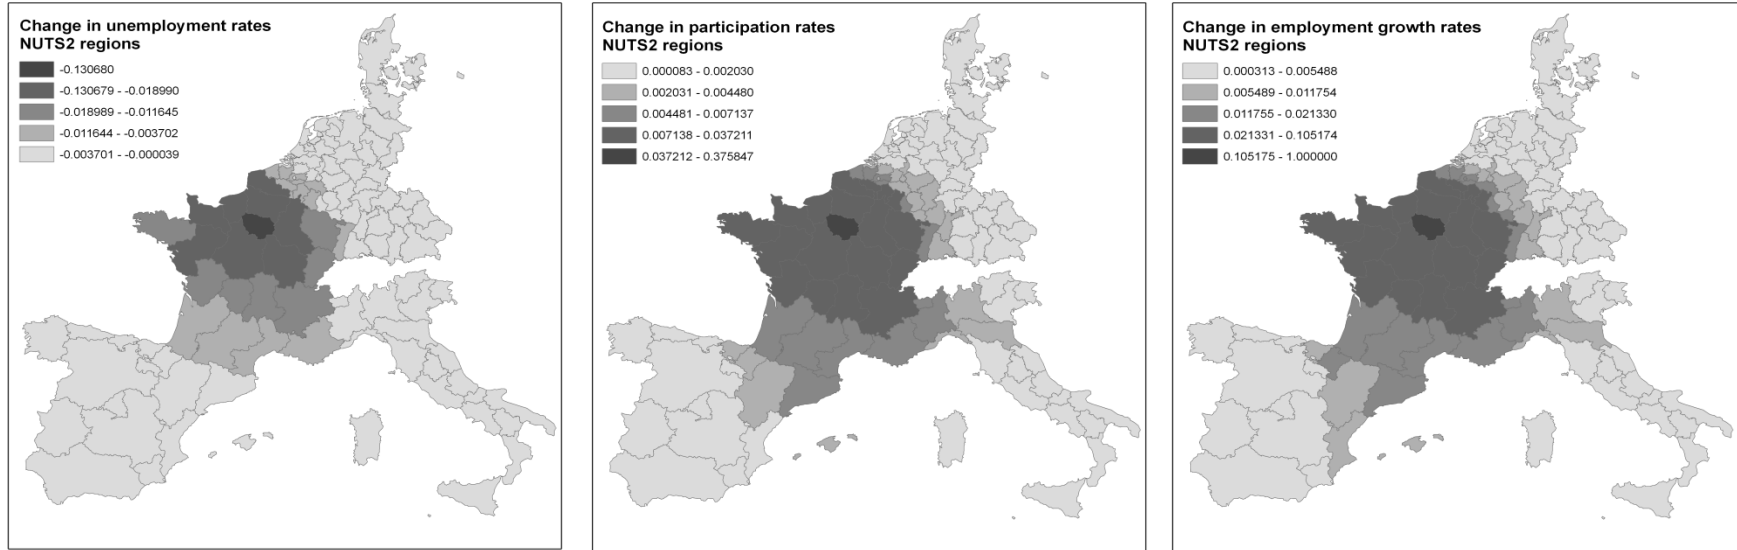 Change in unemployment rates
NUTS2 regions
-0.130680
-0.130679 - -0.018990
-0.018989 - -0.011645
-0.011644 - -0.003702
-0.003701 - -0.000039
Change in participation rates
NUTS2 regions
0.000083 - 0.002030
0.002031 - 0.004480
0.004481 - 0.007137
0.007138 - 0.037211
0.037212 - 0.375847
Change in employment growth rates
NUTS2 regions
0.000313 - 0.005488
0.005489 - 0.011754
0.011755 - 0.021330
0.021331 - 0.105174
0.105175 - 1.000000